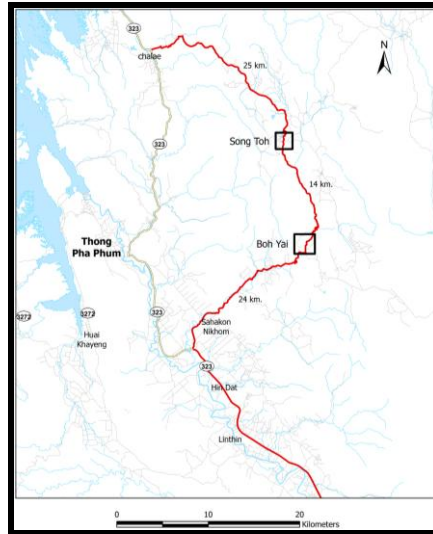 323
chalae
N
25 km.
Song Toh
321
14 km.
Thong
Pha Phum
Boh Yai
24 km.
3272
3272
323
Huai
Khayeng
Sahakon
Nikhom
323
Hin Dat
Linthin
0 10 20
Kilometers